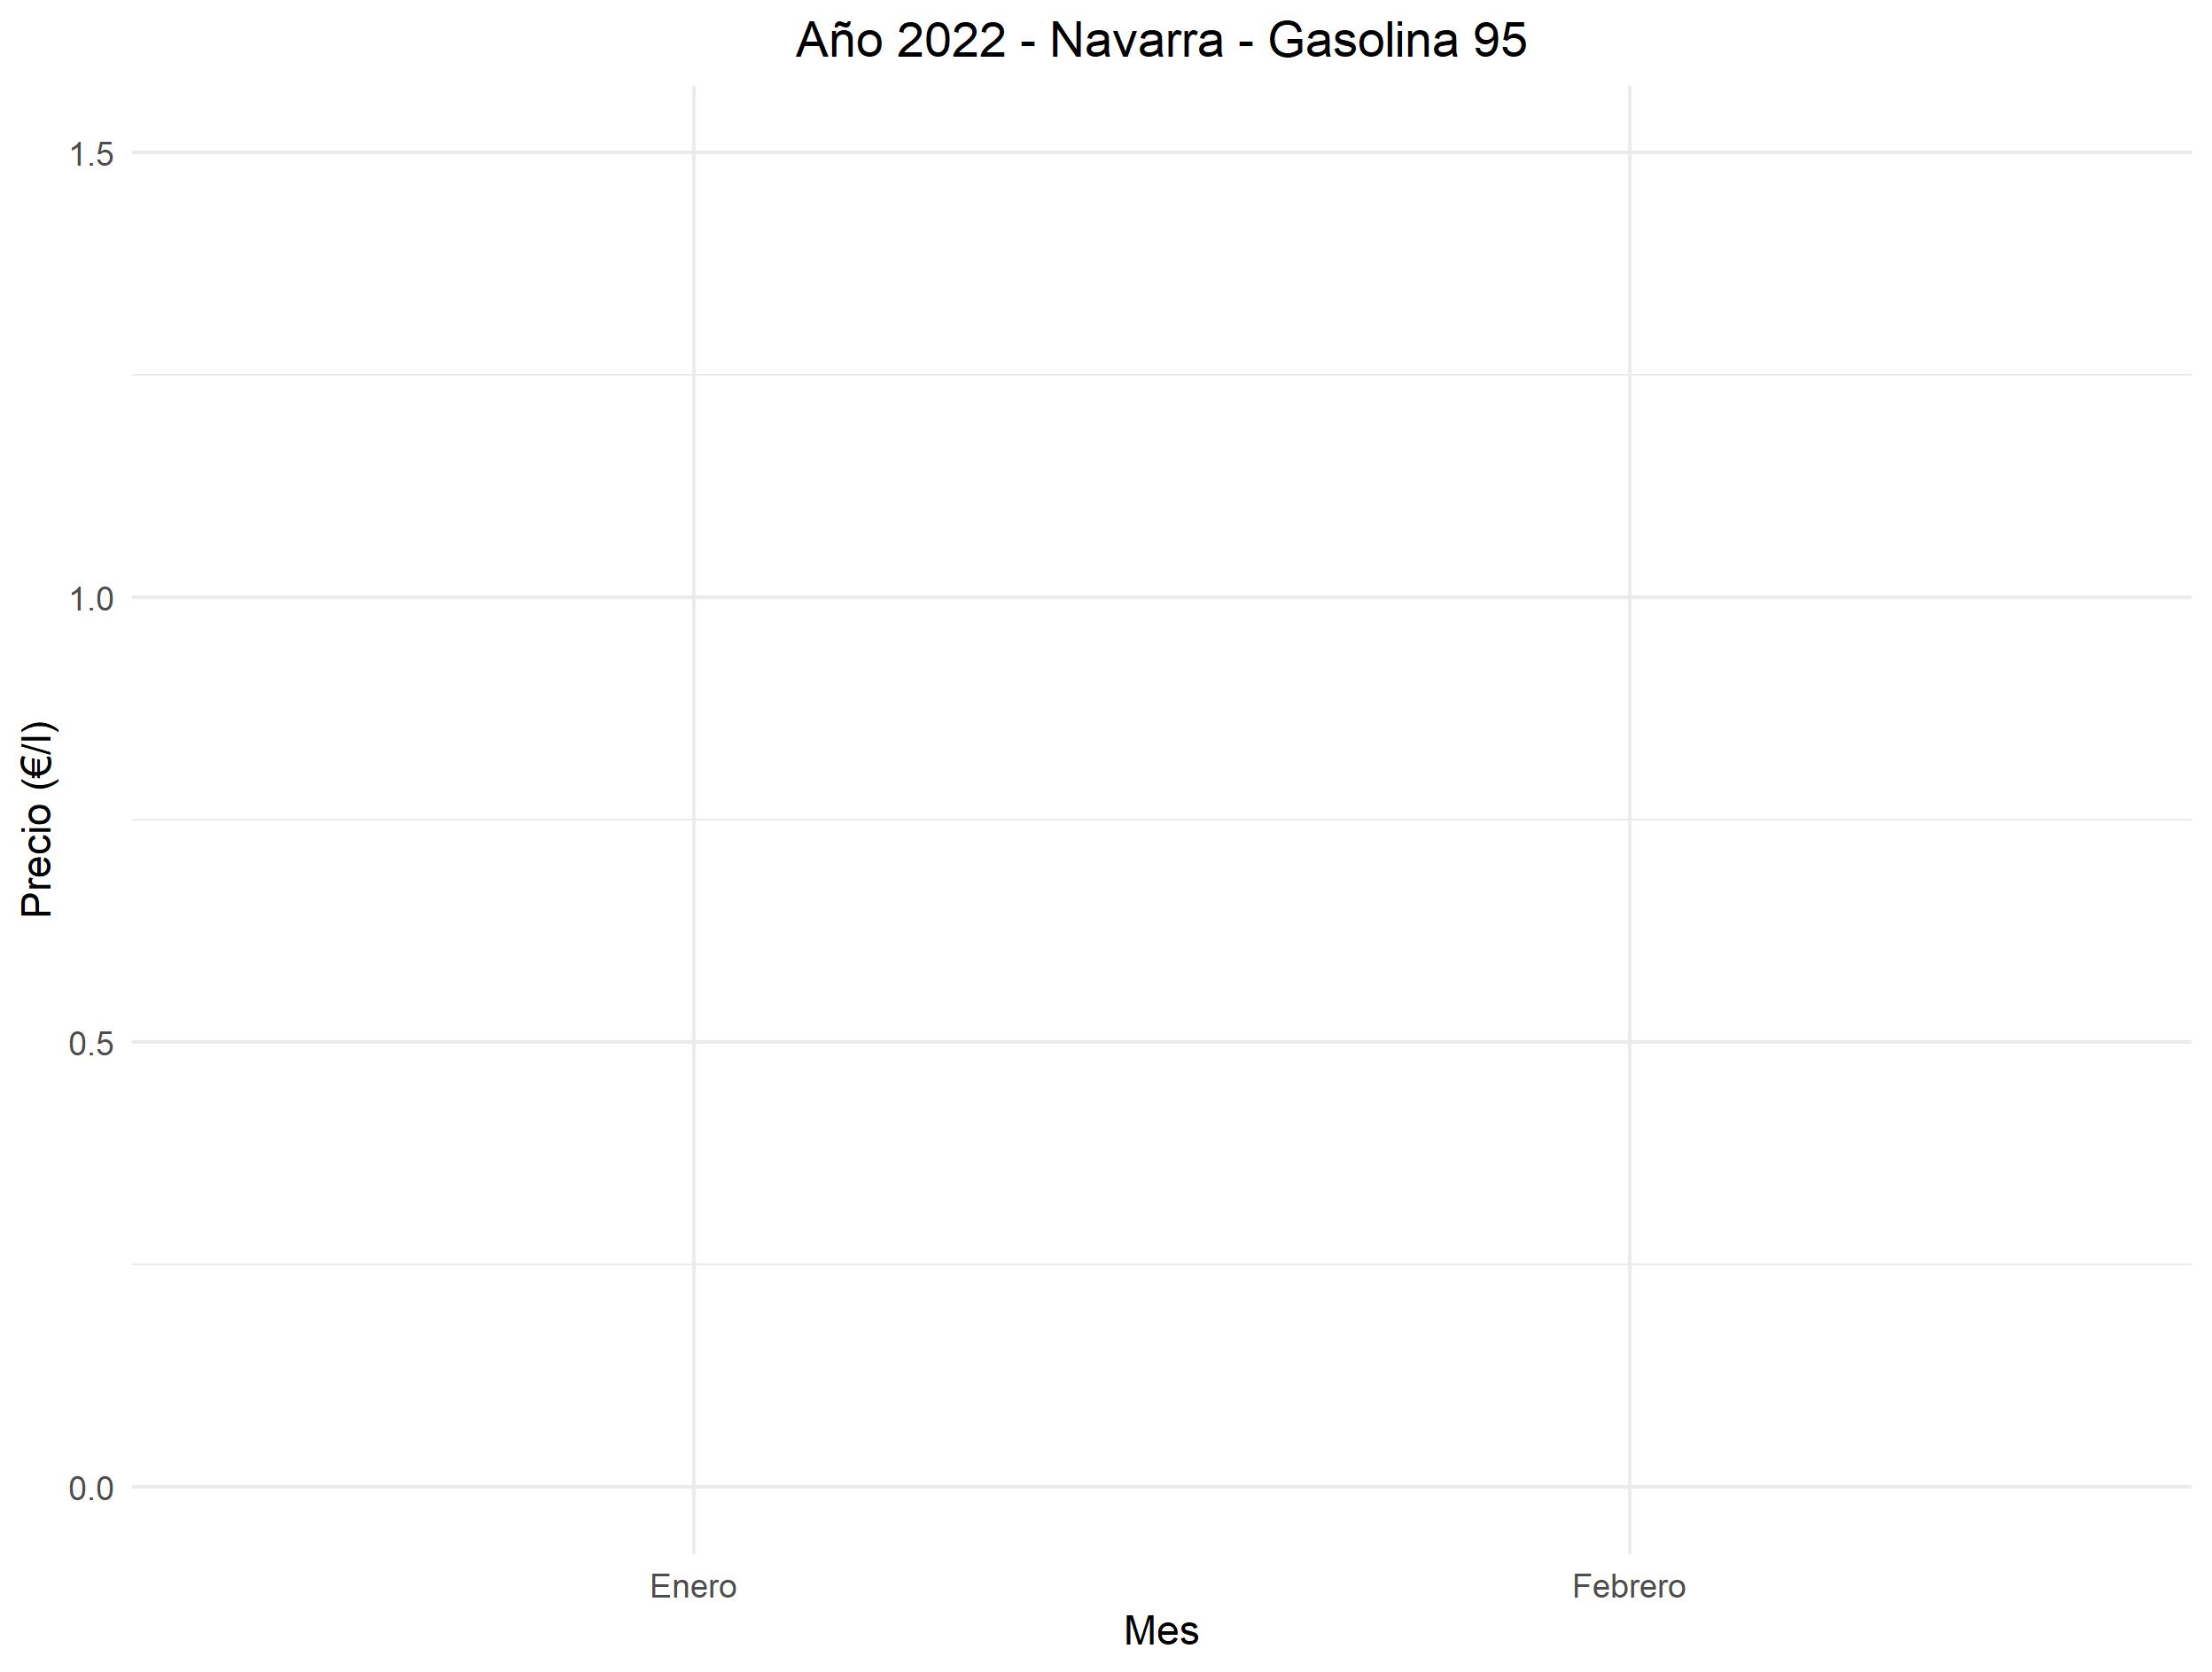 Año 2022 - Navarra - Gasolina 95
1.5
1.0
0.5
0.0
Precio (€/l)
Enero
Febrero
Mes